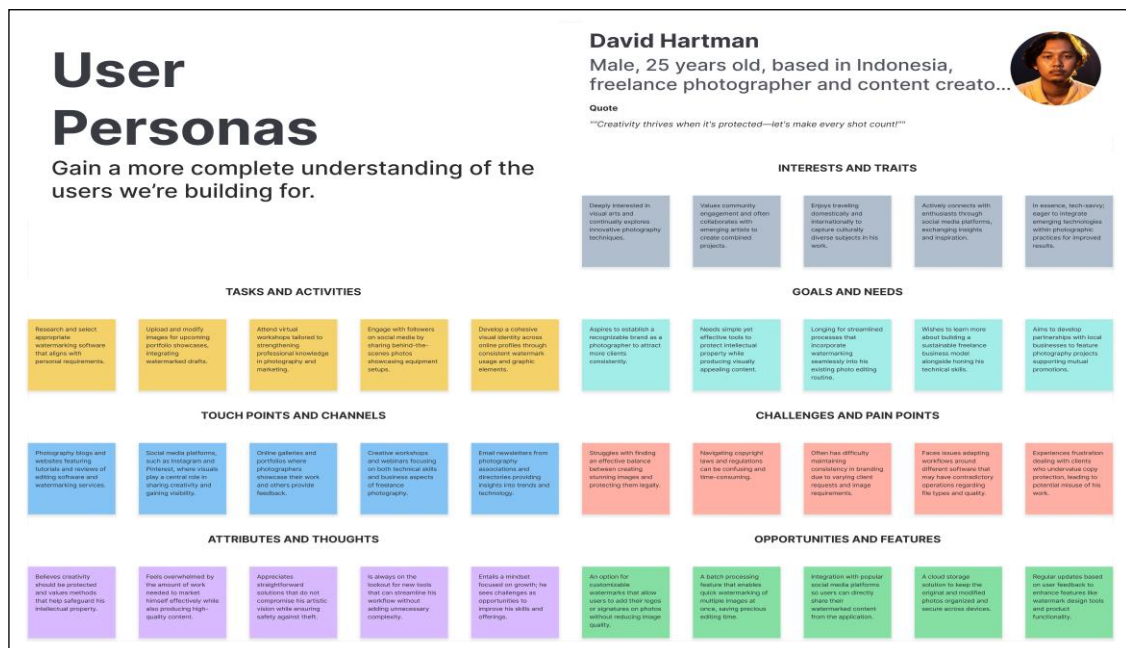 User
Personas
Gain a more complete understanding of the
users we're building for.
David Hartman
Male, 25 years old, based in Indonesia,
freelance photographer and content creato...
Quote
""Creativity thrives when it's protected—let's make every shot count!""
INTERESTS AND TRAITS
Deeply interested in
visual arts and
continually explores
innovative photography
techniques.
Values community
engagement and often
collaborates with
emerging artists to
create combined
projects.
Enjoys traveling
domestically and
internationally to
capture culturally
diverse subjects in his
work.
Actively connects with
enthusiasts through
social media platforms,
exchanging insights
and inspiration.
In essence, tech-savvy;
eager to integrate
emerging technologies
within photographic
practices for improved
results.
TASKS AND ACTIVITIES
Research and select
appropriate
watermarking software
that aligns with
personal requirements.
Upload and modify
images for upcoming
portfolio showcases,
integrating
watermarked drafts.
Attend virtual
workshops tailored to
strengthening
professional knowledge
in photography and
marketing.
Engage with followers
on social media by
sharing behind-the-
scenes photos
showcasing equipment
setups.
Develop a cohesive
visual identity across
online profiles through
consistent watermark
usage and graphic
elements.
GOALS AND NEEDS
Aspires to establish a
recognizable brand as a
photographer to attract
more clients
consistently.
Needs simple yet
effective tools to
protect intellectual
property while
producing visually
appealing content.
Longing for streamlined
processes that
incorporate
watermarking
seamlessly into his
existing photo editing
routine.
Wishes to learn more
about building a
sustainable freelance
business model
alongside honing his
technical skills.
Aims to develop
partnerships with local
businesses to feature
photography projects
supporting mutual
promotions.
TOUCH POINTS AND CHANNELS
Photography blogs and
websites featuring
tutorials and reviews of
editing software and
watermarking services.
Social media platforms,
such as Instagram and
Pinterest, where visuals
play a central role in
sharing creativity and
gaining visibility.
Online galleries and
portfolios where
photographers
showcase their work
and others provide
feedback.
Creative workshops
and webinars focusing
on both technical skills
and business aspects
of freelance
photography.
Email newsletters from
photography
associations and
directories providing
insights into trends and
technology.
CHALLENGES AND PAIN POINTS
Struggles with finding
an effective balance
between creating
stunning images and
protecting them legally.
Navigating copyright
laws and regulations
can be confusing and
time-consuming.
Often has difficulty
maintaining
consistency in branding
due to varying client
requests and image
requirements.
Faces issues adapting
workflows around
different software that
may have contradictory
operations regarding
file types and quality.
Experiences frustration
dealing with clients
who undervalue copy
protection, leading to
potential misuse of his
work.
ATTRIBUTES AND THOUGHTS
Believes creativity
should be protected
and values methods
that help safeguard his
intellectual property.
Feels overwhelmed by
the amount of work
needed to market
himself effectively while
also producing high-
quality content.
Appreciates
straightforward
solutions that do not
compromise his artistic
vision while ensuring
safety against theft.
Is always on the
lookout for new tools
that can streamline his
workflow without
adding unnecessary
complexity.
Entails a mindset
focused on growth; he
sees challenges as
opportunities to
improve his skills and
offerings.
OPPORTUNITIES AND FEATURES
An option for
customizable
watermarks that allow
users to add their logos
or signatures on photos
without reducing image
quality.
A batch processing
feature that enables
quick watermarking of
multiple images at
once, saving precious
editing time.
Integration with popular
social media platforms
so users can directly
share their
watermarked content
from the application.
A cloud storage
solution to keep the
original and modified
photos organized and
secure across devices.
Regular updates based
on user feedback to
enhance features like
watermark design tools
and product
functionality.